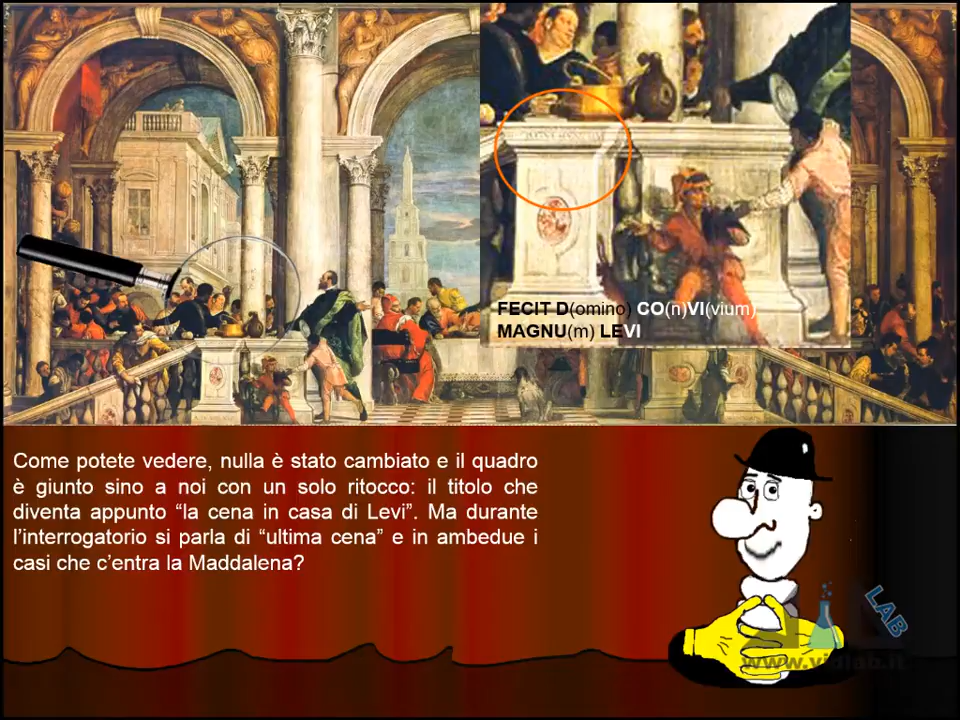 FECIT D(omino) CO(n)VI(vium)
MAGNU(m) LEVI
Come potete vedere, nulla è stato cambiato e il quadro
è giunto sino a noi con un solo ritocco: il titolo che
diventa appunto “la cena in casa di Levi”. Ma durante
l’interrogatorio si parla di “ultima cena” e in ambedue i
casi che c’entra la Maddalena?
LAB
www.vidlab.it